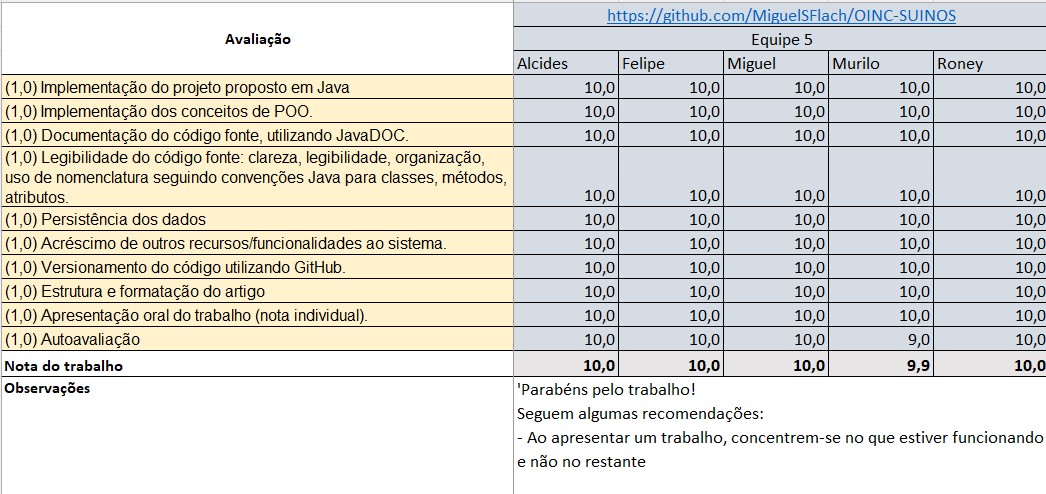 https://github.com/MiguelSFlach/OINC-SUINOS
Avaliação
Equipe 5
Alcides Felipe Miguel Murilo Roney
(1,0) Implementação do projeto proposto em Java 10,0 10,0 10,0 10,0 10,0
(1,0) Implementação dos conceitos de POO. 10,0 10,0 10,0 10,0 10,0
(1,0) Documentação do código fonte, utilizando JavaDOC. 10,0 10,0 10,0 10,0 10,0
(1,0) Legibilidade do código fonte: clareza, legibilidade, organização,
uso de nomenclatura seguindo convenções Java para classes, métodos,
atributos. 10,0 10,0 10,0 10,0 10,0
(1,0) Persistência dos dados 10,0 10,0 10,0 10,0 10,0
(1,0) Acréscimo de outros recursos/funcionalidades ao sistema. 10,0 10,0 10,0 10,0 10,0
(1,0) Versionamento do código utilizando GitHub. 10,0 10,0 10,0 10,0 10,0
(1,0) Estrutura e formatação do artigo 10,0 10,0 10,0 10,0 10,0
(1,0) Apresentação oral do trabalho (nota individual). 10,0 10,0 10,0 10,0 10,0
(1,0) Autoavaliação 10,0 10,0 10,0 9,0 10,0
Nota do trabalho 10,0 10,0 10,0 9,9 10,0
Observações 'Parabéns pelo trabalho!
Seguem algumas recomendações:
- Ao apresentar um trabalho, concentrem-se no que estiver funcionando
e não no restante